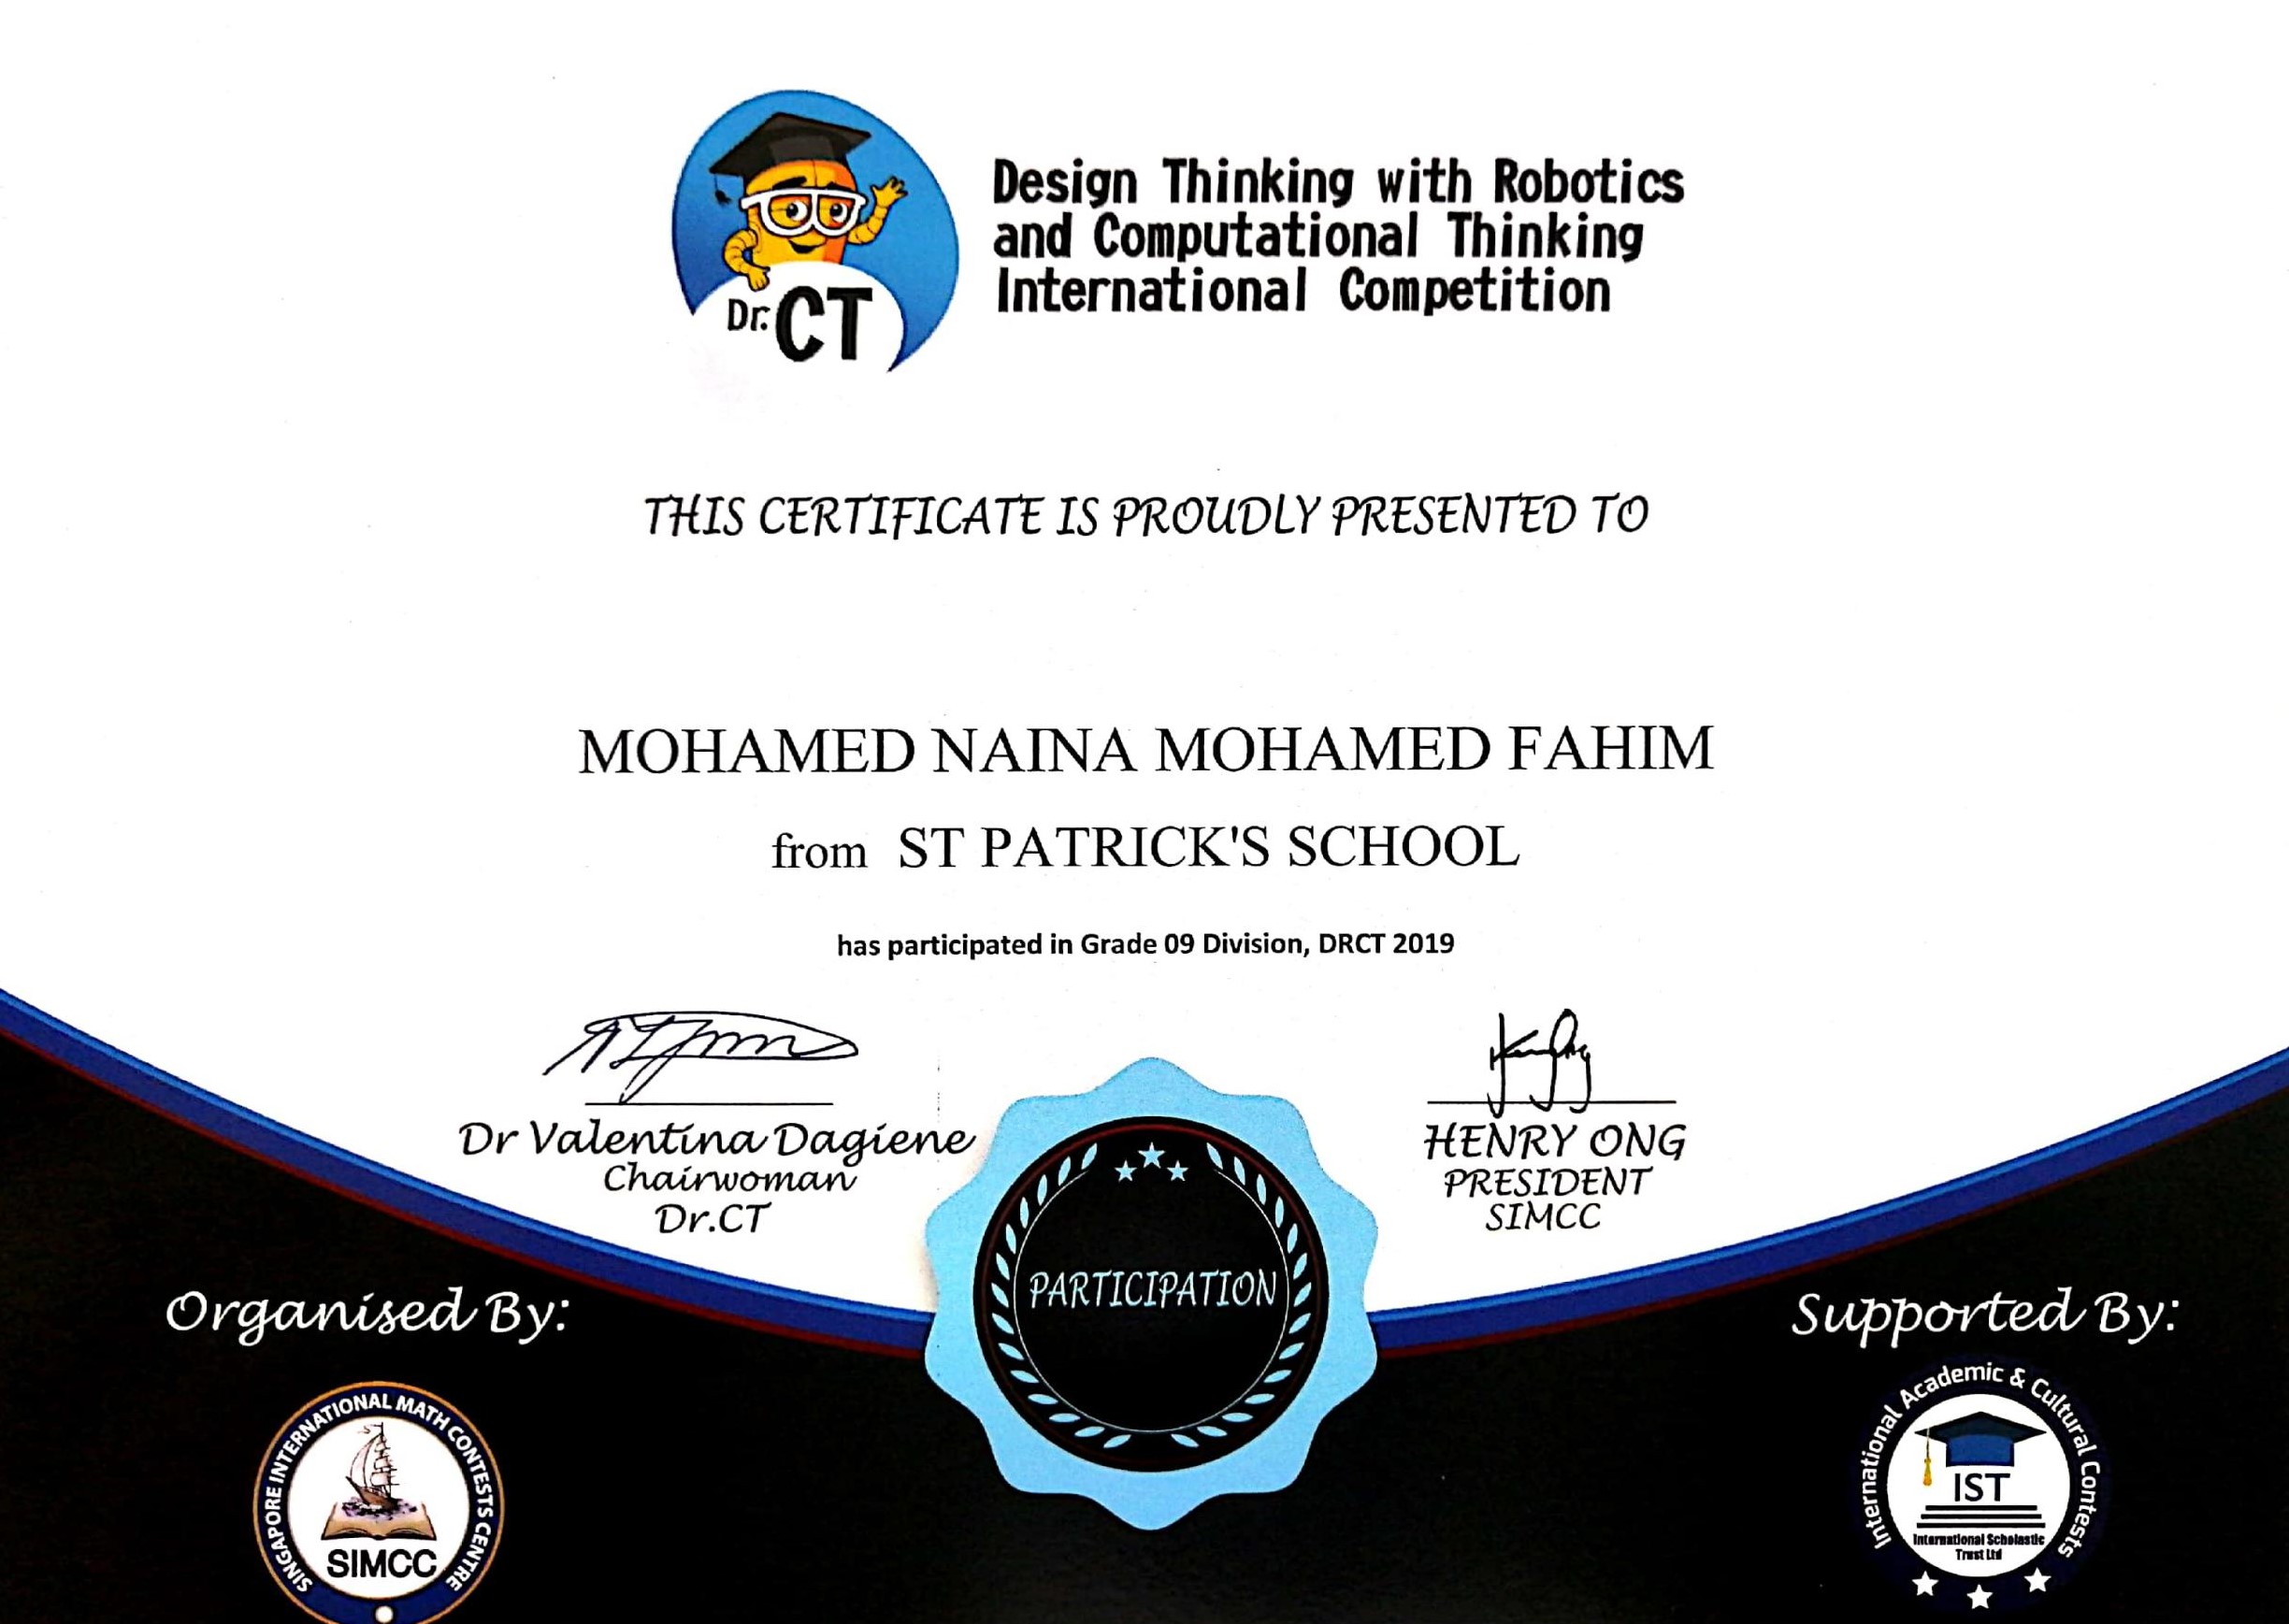 Design Thinking with Robotics
and Computational Thinking
International Competition
Dr.CT
THIS CERTIFICATE IS PROUDLY PRESENTED TO
MOHAMED NAINA MOHAMED FAHIM
from ST PATRICK'S SCHOOL
has participated in Grade 09 Division, DRCT 2019
Dr Valentina Dagiene
Chairwoman
Dr.CT
HENRY ONG
PRESIDENT
SIMCC
PARTICIPATION
Organised By:
SINGAPORE INTERNATIONAL MATH CONTESTS CENTRE
SIMCC
Supported By:
International Academic & Cultural Contests
IST
International Scholastic
Trust Ltd